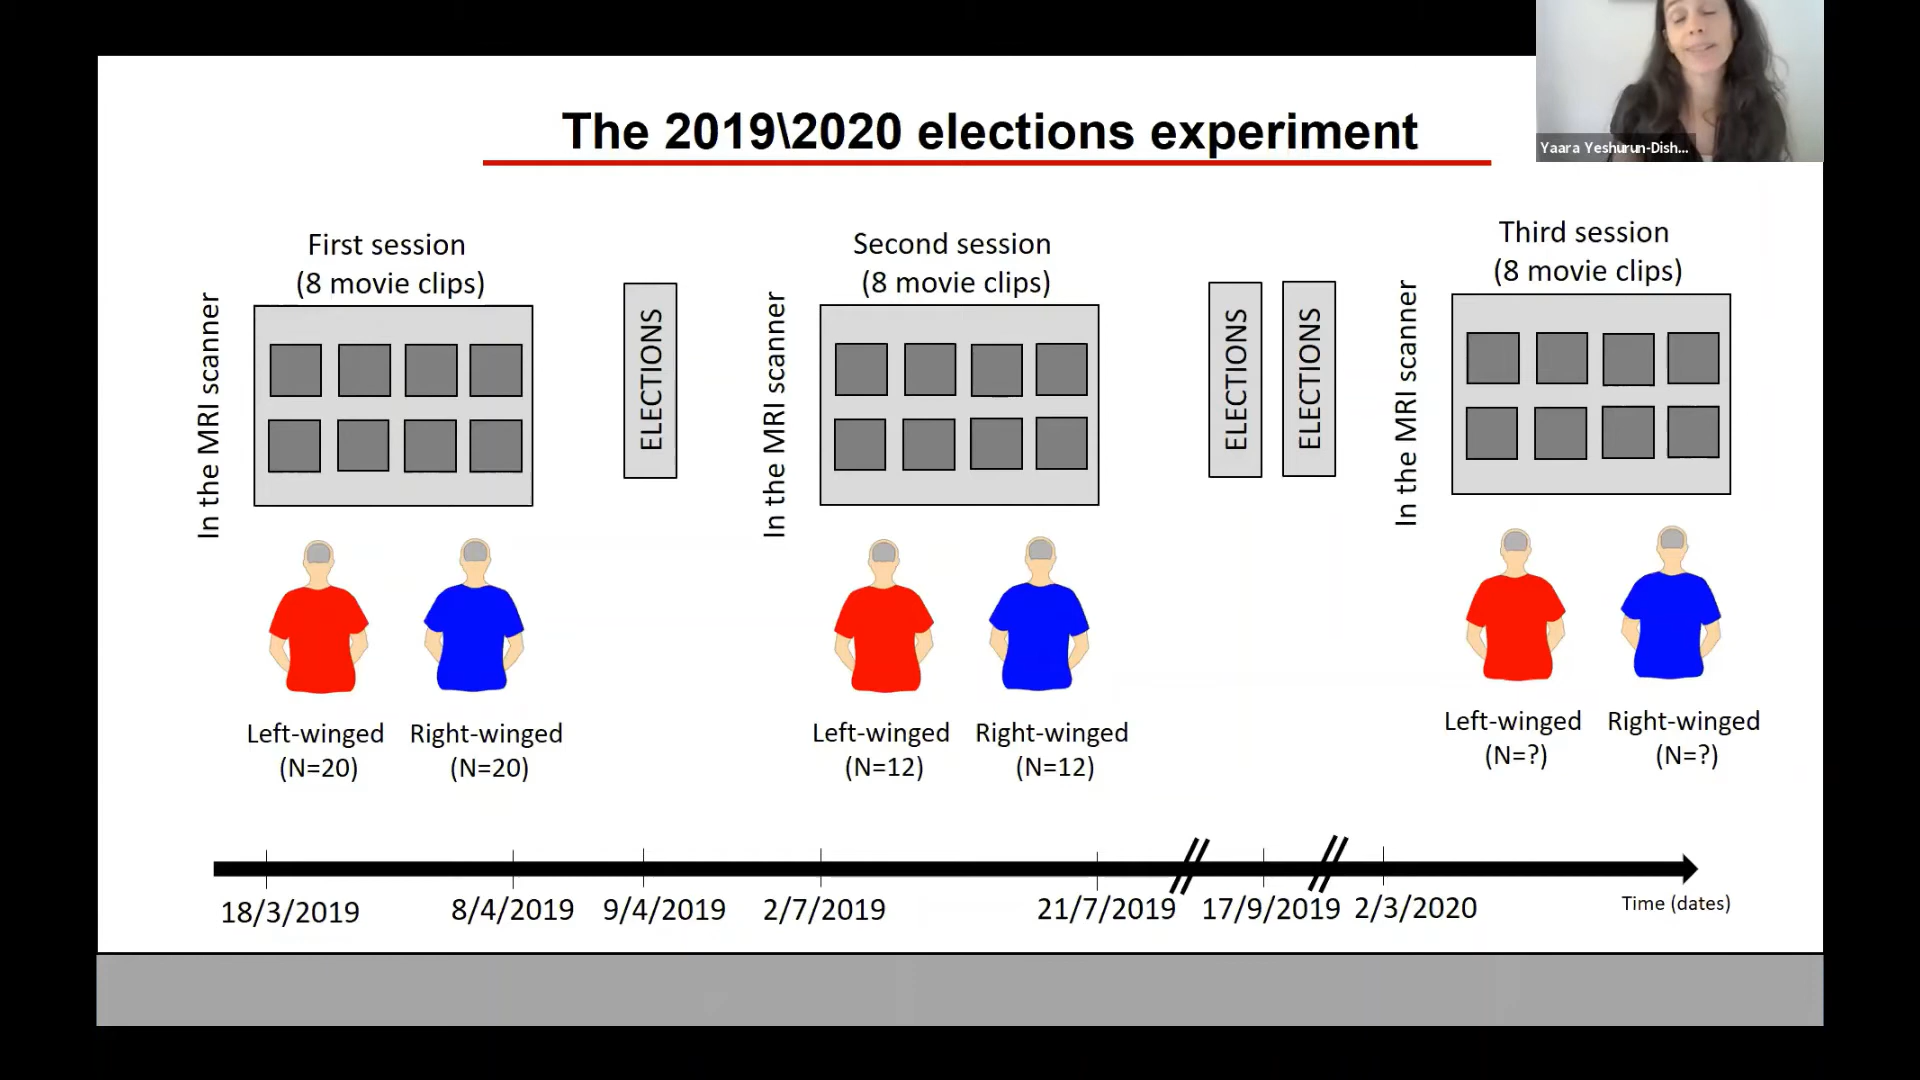 The 2019\2020 elections experiment
Yaara Yeshurun-Dish...
First session
(8 movie clips)
In the MRI scanner
ELECTIONS
Second session
(8 movie clips)
In the MRI scanner
ELECTIONS
ELECTIONS
Third session
(8 movie clips)
In the MRI scanner
Left-winged
(N=20)
Right-winged
(N=20)
Left-winged
(N=12)
Right-winged
(N=12)
Left-winged
(N=?)
Right-winged
(N=?)
18/3/2019
8/4/2019
9/4/2019
2/7/2019
21/7/2019
17/9/2019
2/3/2020
Time (dates)